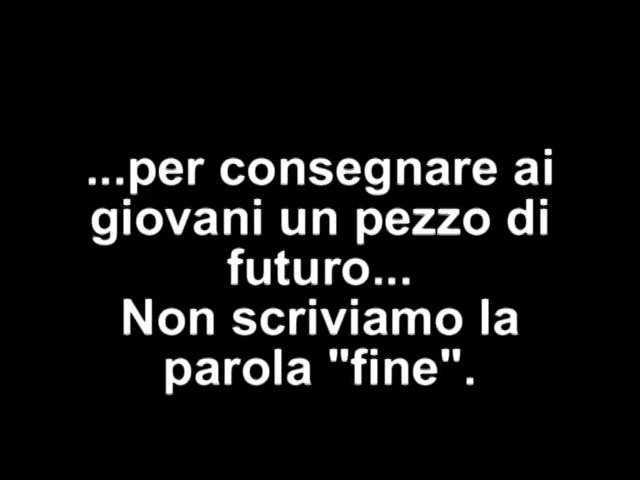 ...per consegnare ai
giovani un pezzo di
futuro...
Non scriviamo la
parola "fine".